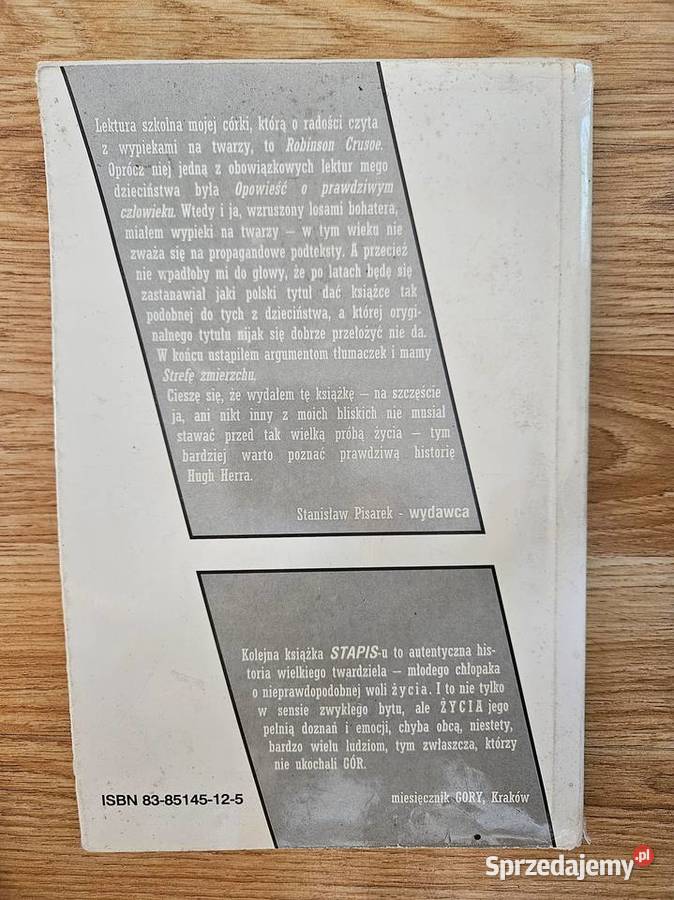 Lektura szkolna mojej córki, którą o radości czyta
z wypiekami na twarzy, to Robinson Crusoe.
Oprócz niej jedną z obowiązkowych lektur mego
dzieciństwa była Opowieść o prawdziwym
człowieku. Wtedy i ja, wzruszony losami bohatera,
miałem wypieki na twarzy – w tym wieku nie
zważa się na propagandowe podteksty. A przecież
nie wpadłoby mi do głowy, że po latach będę się
zastanawiał jaki polski tytuł dać książce tak
podobnej do tych z dzieciństwa, a której orygi-
nalnego tytułu nijak się dobrze przełożyć nie da.
W końcu ustąpiłem argumentom tłumaczek i mamy
Strefę zmierzchu.
Cieszę się, że wydałem tę książkę – na szczęście
ja, ani nikt inny z moich bliskich nie musiał
stawać przed tak wielką próbą życia – tym
bardziej warto poznać prawdziwą historię
Hugh Herra.
Stanisław Pisarek - wydawca
Kolejna książka STAPIS-u to autentyczna his-
toria wielkiego twardziela – młodego chłopaka
o nieprawdopodobnej woli życia. I to nie tylko
w sensie zwykłego bytu, ale ŻYCIA jego
pełnią doznań i emocji, chyba obcą, niestety,
bardzo wielu ludziom, tym zwłaszcza, którzy
nie ukochali GÓR.
miesięcznik GÓRY, Kraków
ISBN 83-85145-12-5
Sprzedajemy.pl